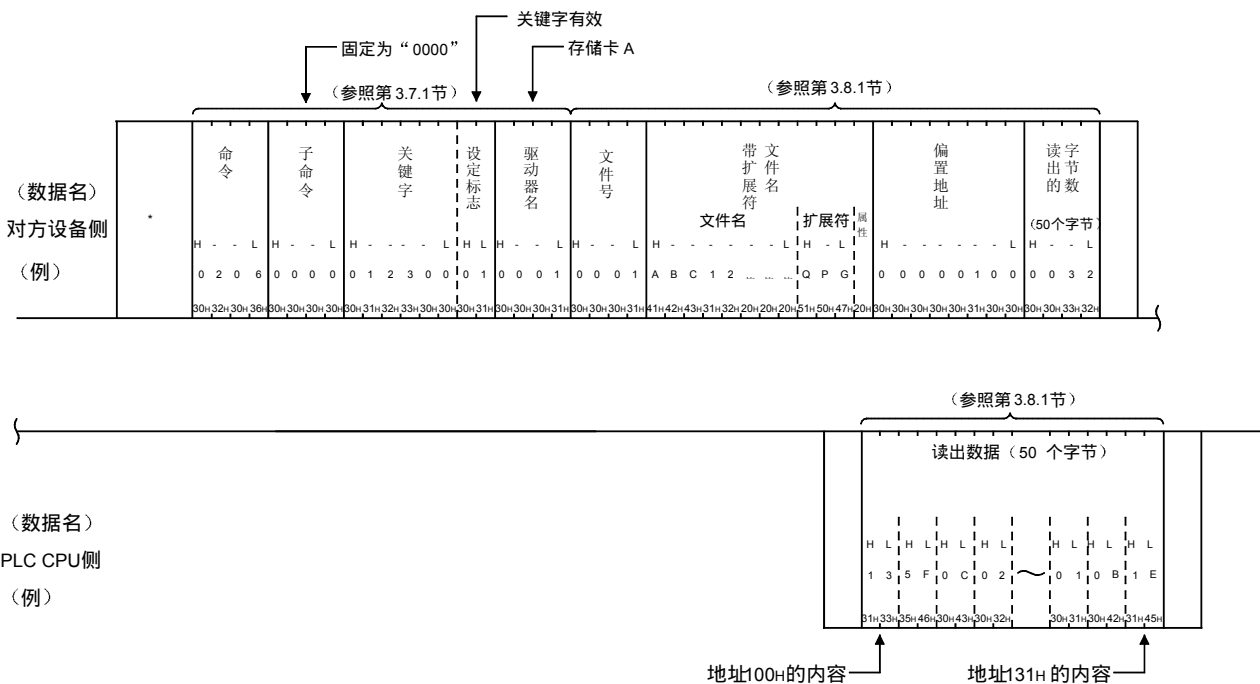 关键字有效
固定为“0000”
存储卡 A
（参照第 3.7.1节）
（参照第 3.8.1节）
命令
子命令
关键字
设定标志
驱动器名
文件号
带扩展符
文件名
偏置地址
读出的
字节数
（数据名）
对方设备侧
（例）
*
文件名
扩展符
属性
（50个字节）
H - - L H - - L H - - - - L H L H - - L H - - L H - - - - - - L H - L H - - - - - - L H - - L
0 2 0 6 0 0 0 0 0 1 2 3 0 0 0 1 0 0 0 1 0 0 0 1 A B C 1 2 Q P G 0 0 0 0 0 1 0 0 0 0 3 2
30H 32H 30H 36H 30H 30H 30H 30H 30H 31H 32H 33H 30H 30H 30H 31H 30H 30H 30H 31H 30H 30H 30H 31H 41H 42H 43H 31H 32H 20H 20H 20H 51H 50H 47H 20H 30H 30H 30H 30H 30H 31H 30H 30H 30H 30H 33H 32H
（参照第 3.8.1节）
读出数据（50 个字节）
（数据名）
PLC CPU侧
（例）
H L H L H L H L H L H L H L
1 3 5 F 0 C 0 2 ～ 0 1 0 B 1 E
31H 33H 35H 46H 30H 43H 30H 32H 30H 31H 30H 42H 31H 45H
地址100H的内容
地址131H 的内容